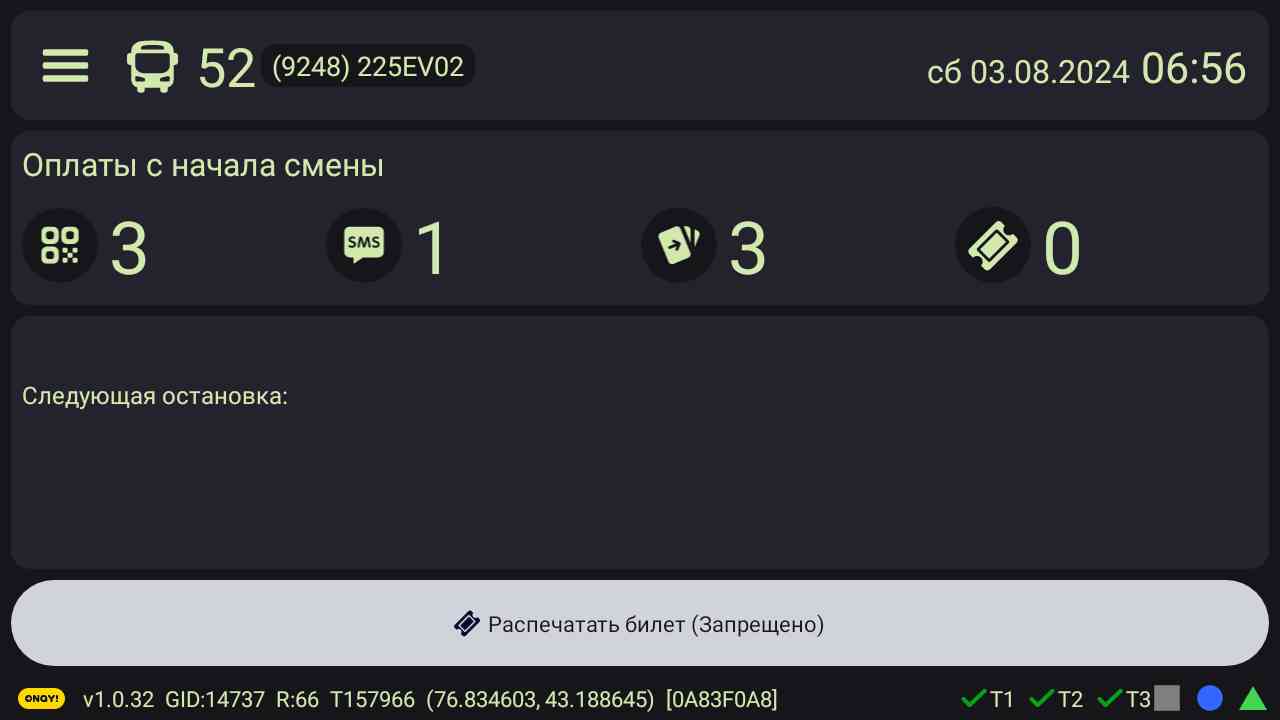 52 (9248) 225EV02 сб 03.08.2024 06:56
Оплаты с начала смены
3 SMS 1 3 0
Следующая остановка:
Распечатать билет (Запрещено)
ONAY! v1.0.32 GID:14737 R:66 T157966 (76.834603, 43.188645) [0A83F0A8] T1 T2 T3